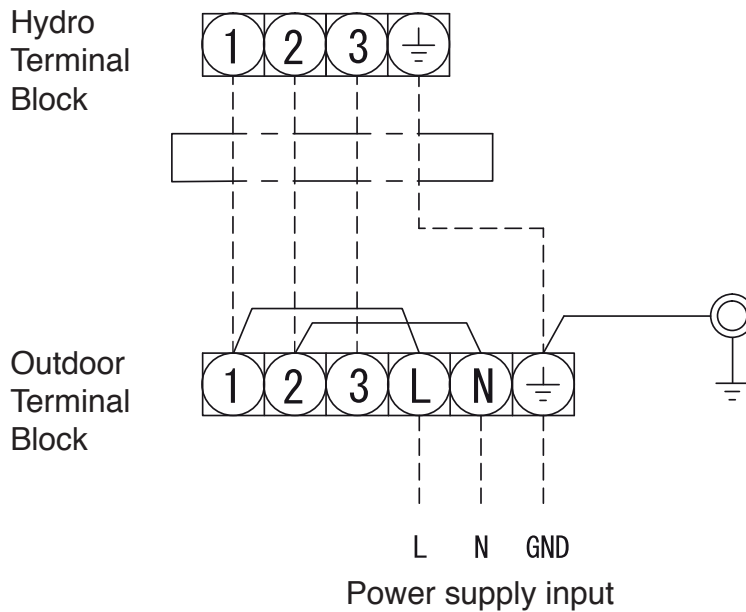 Hydro
Terminal
Block
1 2 3
Outdoor
Terminal
Block
1 2 3 L N
L N GND
Power supply input